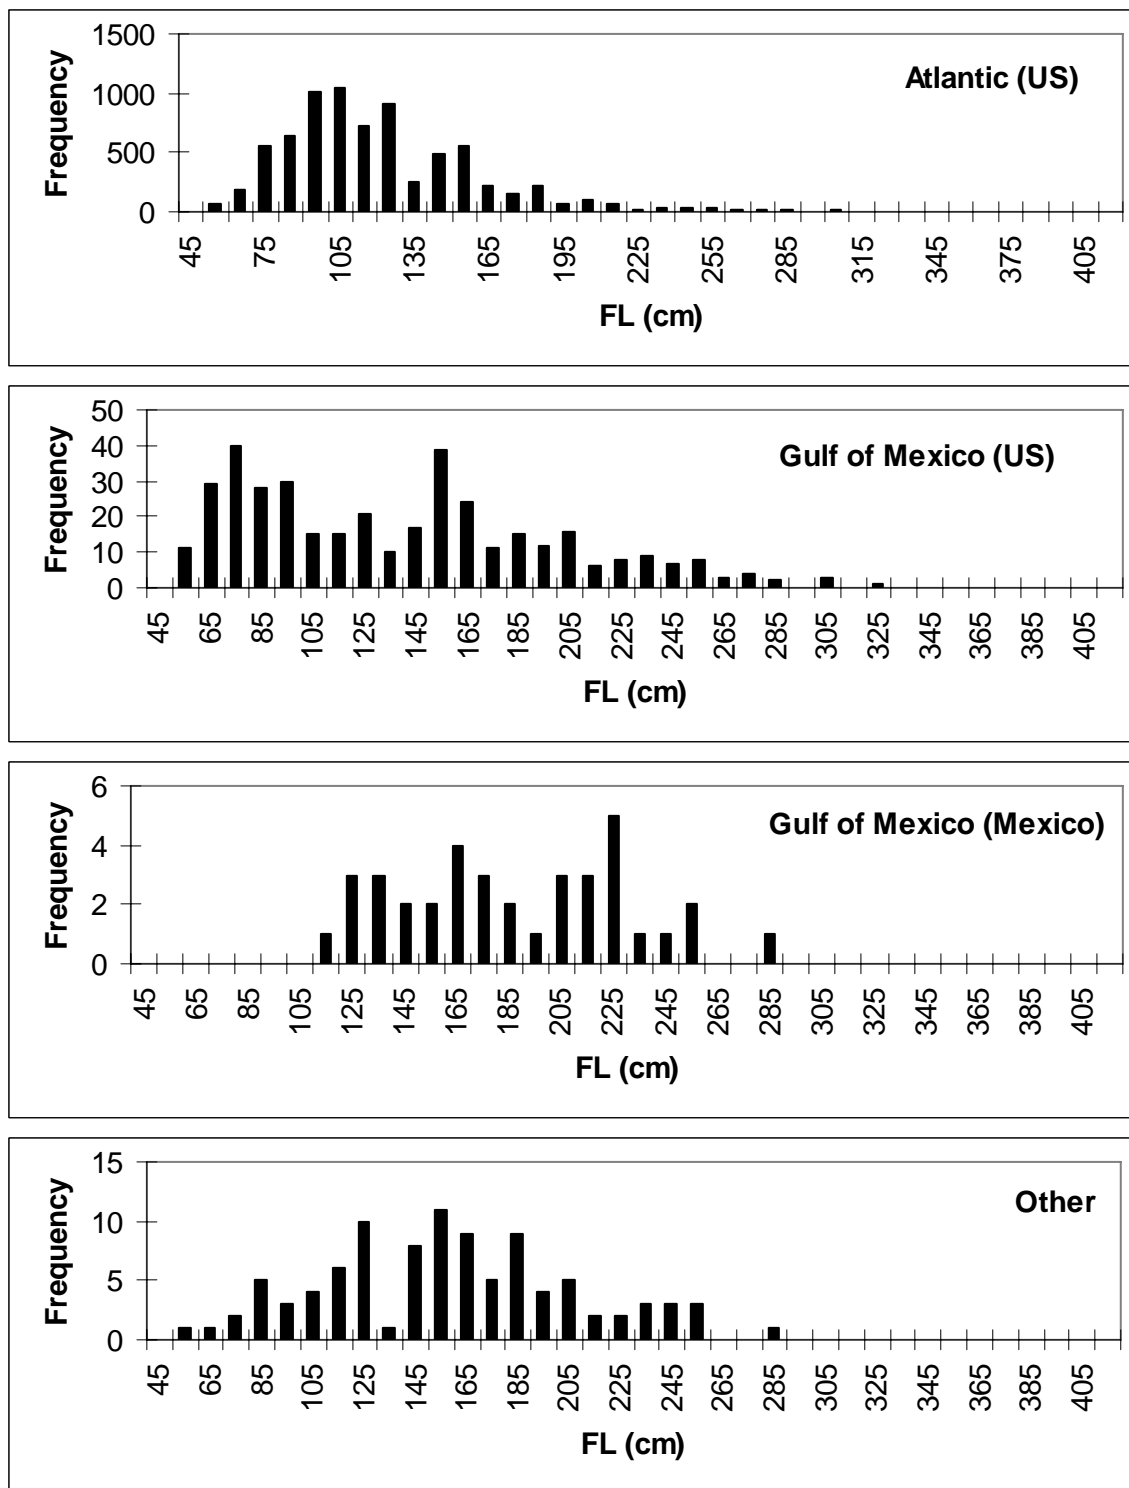 1500
Atlantic (US)
1000
500
0
Frequency
45 75 105 135 165 195 225 255 285 315 345 375 405
FL (cm)
50
Gulf of Mexico (US)
40
30
20
10
0
Frequency
45 65 85 105 125 145 165 185 205 225 245 265 285 305 325 345 365 385 405
FL (cm)
6
Gulf of Mexico (Mexico)
4
2
0
Frequency
45 65 85 105 125 145 165 185 205 225 245 265 285 305 325 345 365 385 405
FL (cm)
15
Other
10
5
0
Frequency
45 65 85 105 125 145 165 185 205 225 245 265 285 305 325 345 365 385 405
FL (cm)